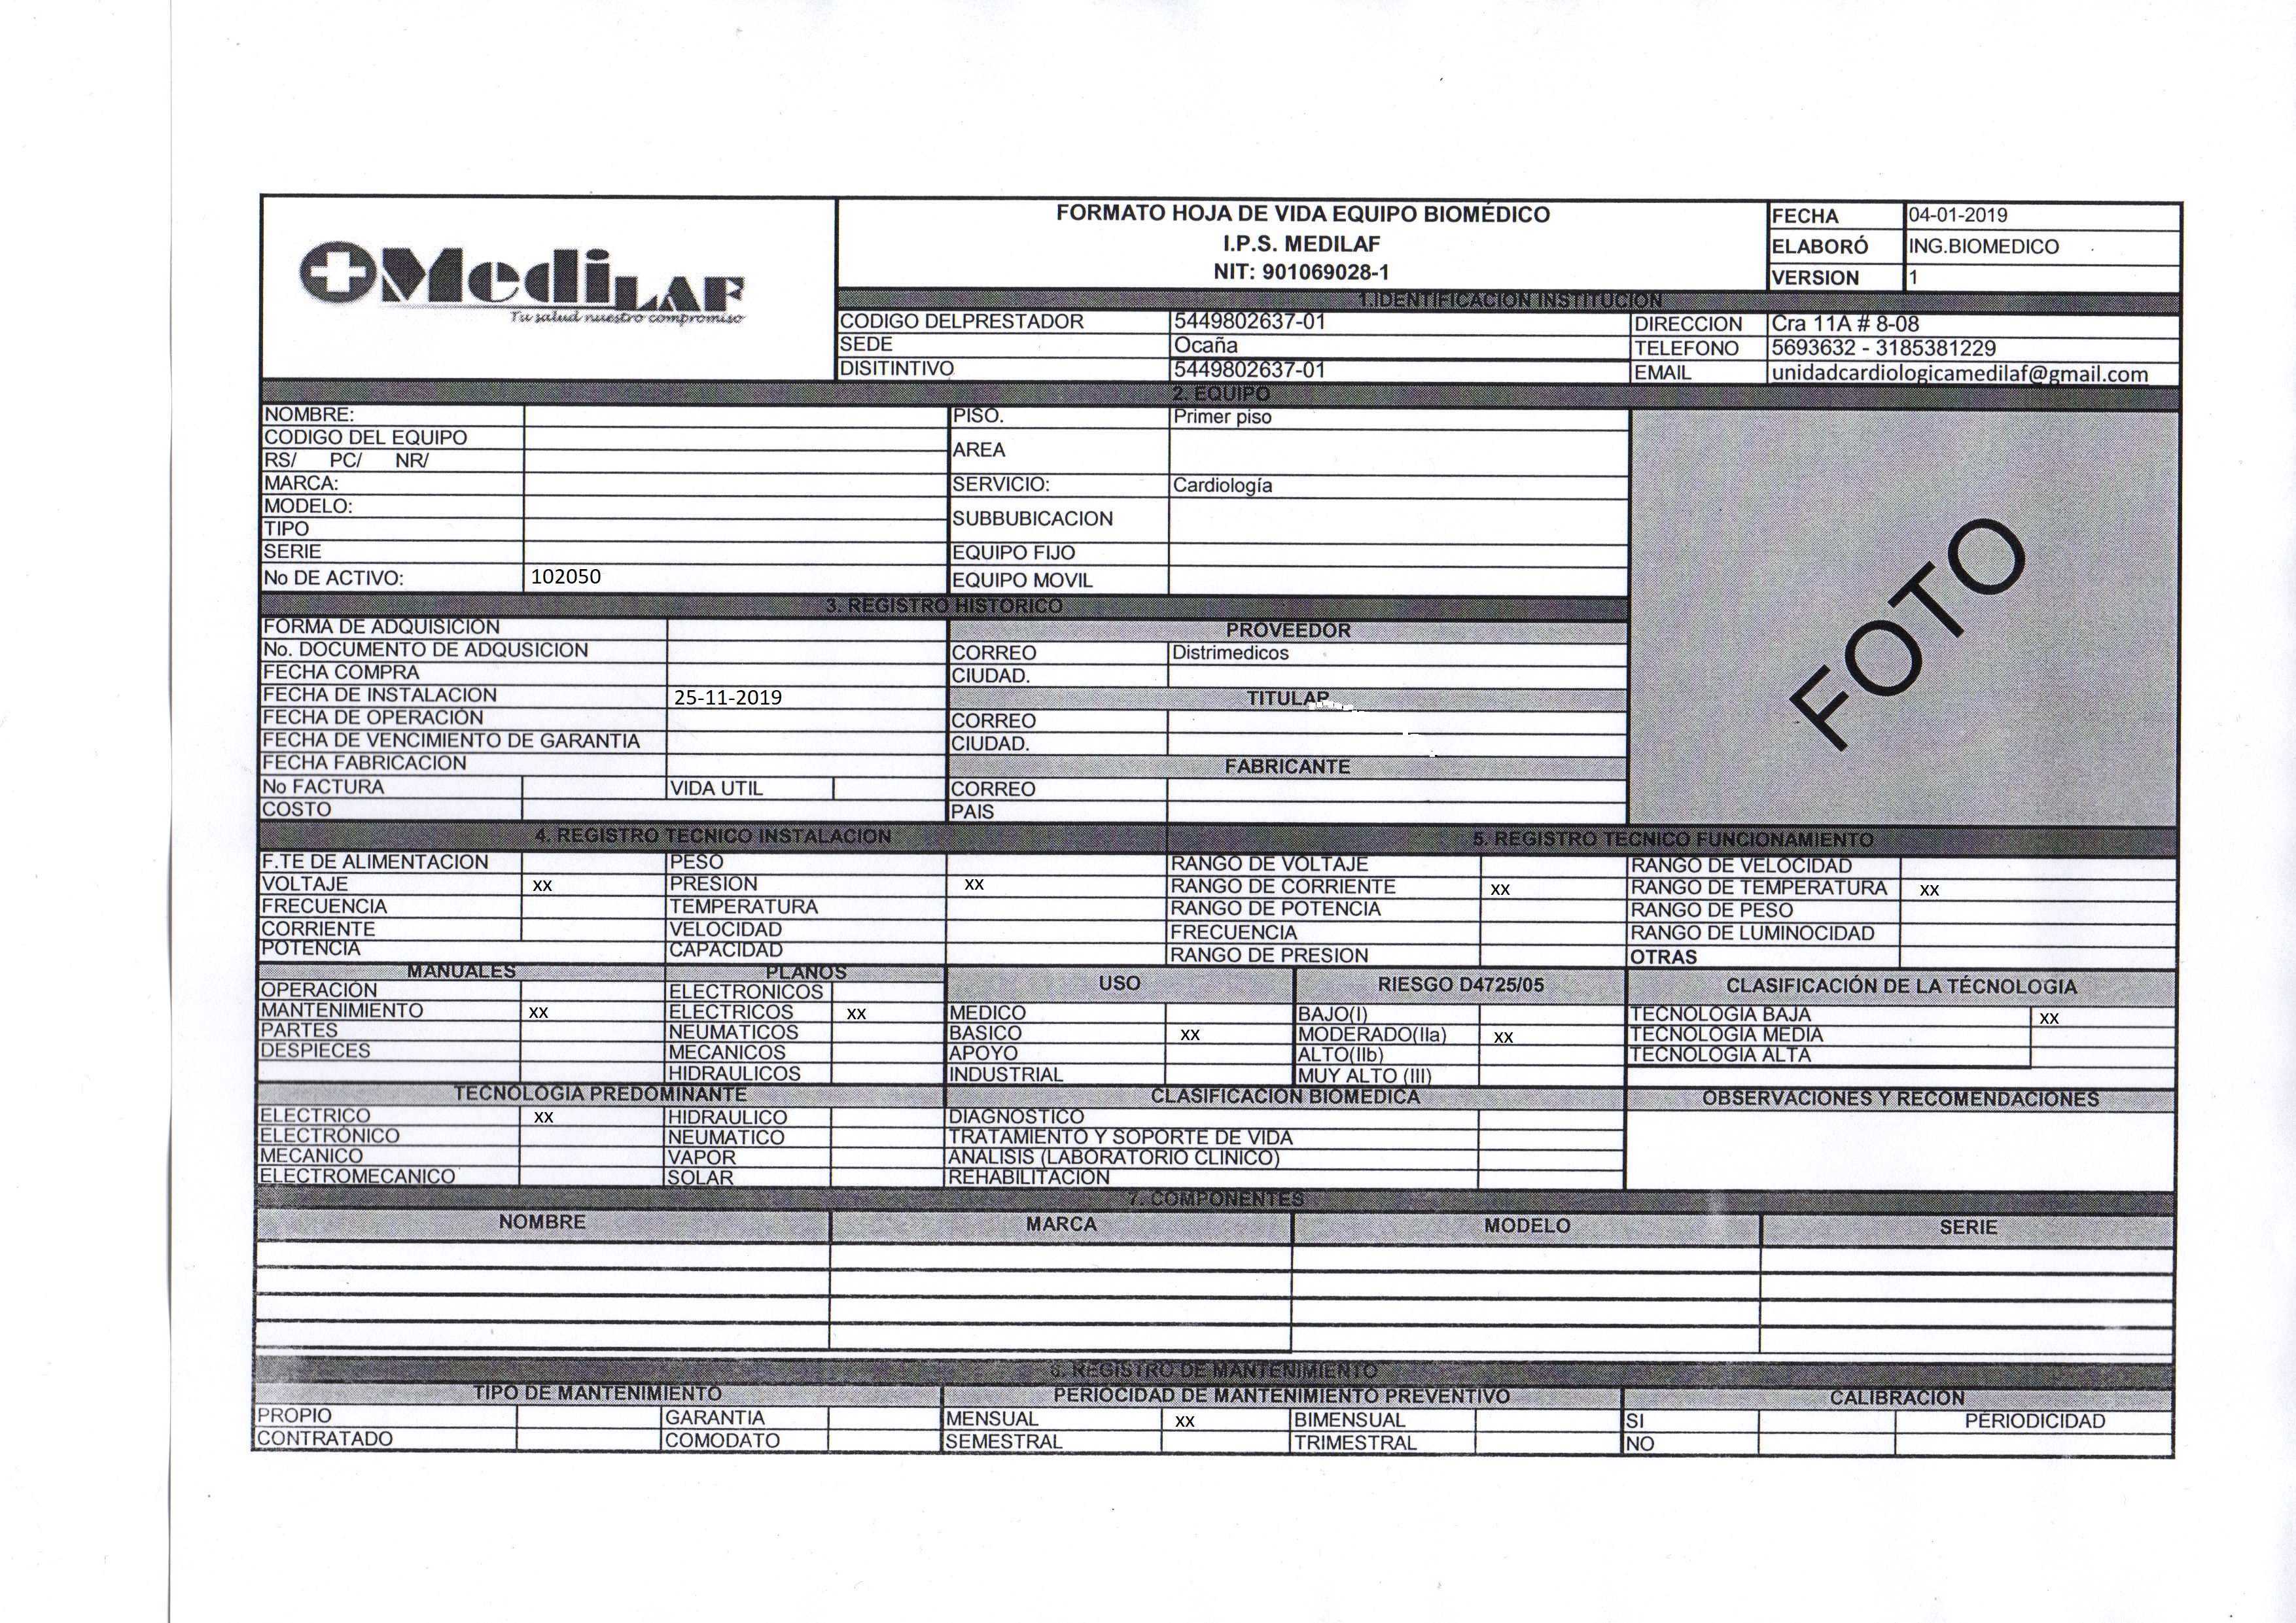 MediLAF
Tu salud nuestro compromiso
FORMATO HOJA DE VIDA EQUIPO BIOMÉDICO
I.P.S. MEDILAF
NIT: 901069028-1
FECHA 04-01-2019
ELABORÓ ING.BIOMEDICO
VERSION 1
1.IDENTIFICACION INSTITUCION
CODIGO DELPRESTADOR 5449802637-01 DIRECCION Cra 11A # 8-08
SEDE Ocaña TELEFONO 5693632 - 3185381229
DISITINTIVO 5449802637-01 EMAIL unidadcardiologicamedilaf@gmail.com
2. EQUIPO
NOMBRE: PISO. Primer piso
CODIGO DEL EQUIPO
RS/ PC/ NR/ AREA
MARCA: SERVICIO: Cardiología
MODELO:
TIPO SUBBUBICACION
SERIE EQUIPO FIJO
No DE ACTIVO: 102050 EQUIPO MOVIL
FOTO
3. REGISTRO HISTORICO
FORMA DE ADQUISICION PROVEEDOR
No. DOCUMENTO DE ADQUSICION CORREO Distrimedicos
FECHA COMPRA CIUDAD.
FECHA DE INSTALACION 25-11-2019 TITULAR
FECHA DE OPERACIÓN CORREO
FECHA DE VENCIMIENTO DE GARANTIA CIUDAD.
FECHA FABRICACION FABRICANTE
No FACTURA VIDA UTIL CORREO
COSTO PAIS
4. REGISTRO TECNICO INSTALACION 5. REGISTRO TECNICO FUNCIONAMIENTO
F.TE DE ALIMENTACION PESO RANGO DE VOLTAJE RANGO DE VELOCIDAD
VOLTAJE xx PRESION xx RANGO DE CORRIENTE xx RANGO DE TEMPERATURA xx
FRECUENCIA TEMPERATURA RANGO DE POTENCIA RANGO DE PESO
CORRIENTE VELOCIDAD FRECUENCIA RANGO DE LUMINOCIDAD
POTENCIA CAPACIDAD RANGO DE PRESION OTRAS
MANUALES PLANOS USO RIESGO D4725/05 CLASIFICACIÓN DE LA TÉCNOLOGIA
OPERACIÓN ELECTRONICOS
MANTENIMIENTO xx ELECTRICOS xx MEDICO BAJO(I) TECNOLOGIA BAJA xx
PARTES NEUMATICOS BASICO xx MODERADO(IIa) xx TECNOLOGIA MEDIA
DESPIECES MECANICOS APOYO ALTO(IIb) TECNOLOGIA ALTA
HIDRAULICOS INDUSTRIAL MUY ALTO (III)
TECNOLOGIA PREDOMINANTE CLASIFICACION BIOMEDICA OBSERVACIONES Y RECOMENDACIONES
ELECTRICO xx HIDRAULICO DIAGNOSTICO
ELECTRÓNICO NEUMATICO TRATAMIENTO Y SOPORTE DE VIDA
MECANICO VAPOR ANALISIS (LABORATORIO CLINICO)
ELECTROMECANICO SOLAR REHABILITACION
7. COMPONENTES
NOMBRE MARCA MODELO SERIE
6. REGISTRO DE MANTENIMIENTO
TIPO DE MANTENIMIENTO PERIOCIDAD DE MANTENIMIENTO PREVENTIVO CALIBRACION
PROPIO GARANTIA MENSUAL xx BIMENSUAL SI PERIODICIDAD
CONTRATADO COMODATO SEMESTRAL TRIMESTRAL NO